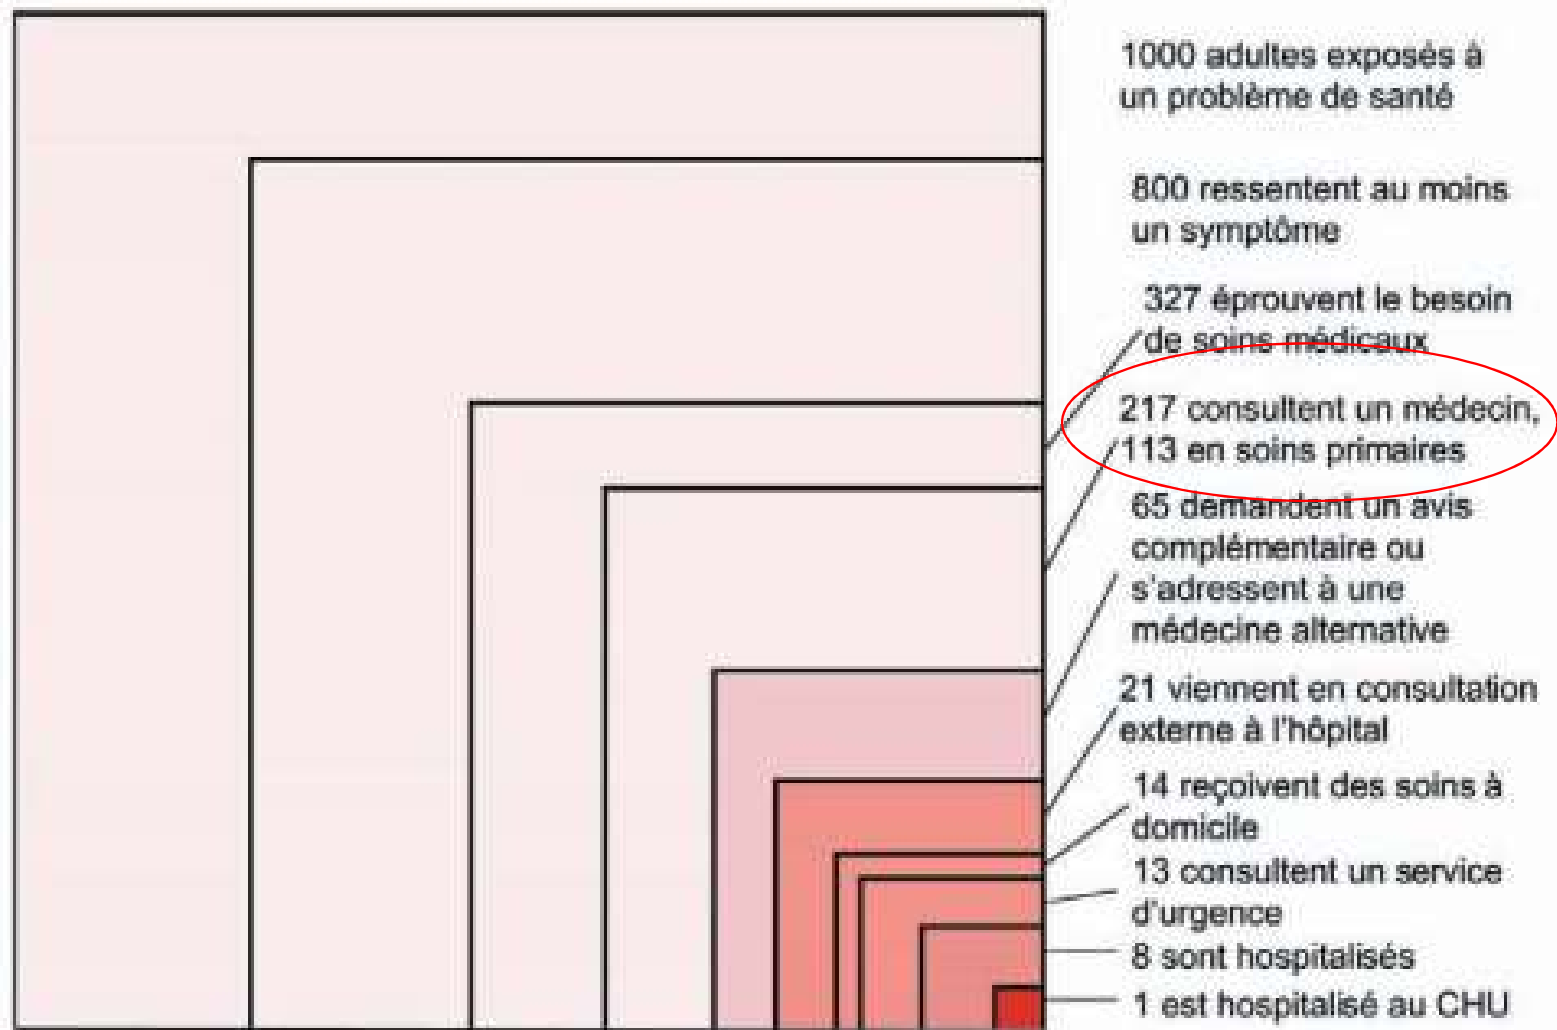 1000 adultes exposés à
un problème de santé
800 ressentent au moins
un symptôme
327 éprouvent le besoin
de soins médicaux
217 consultent un médecin,
113 en soins primaires
65 demandent un avis
complémentaire ou
s'adressent à une
médecine alternative
21 viennent en consultation
externe à l'hôpital
14 reçoivent des soins à
domicile
13 consultent un service
d'urgence
8 sont hospitalisés
1 est hospitalisé au CHU